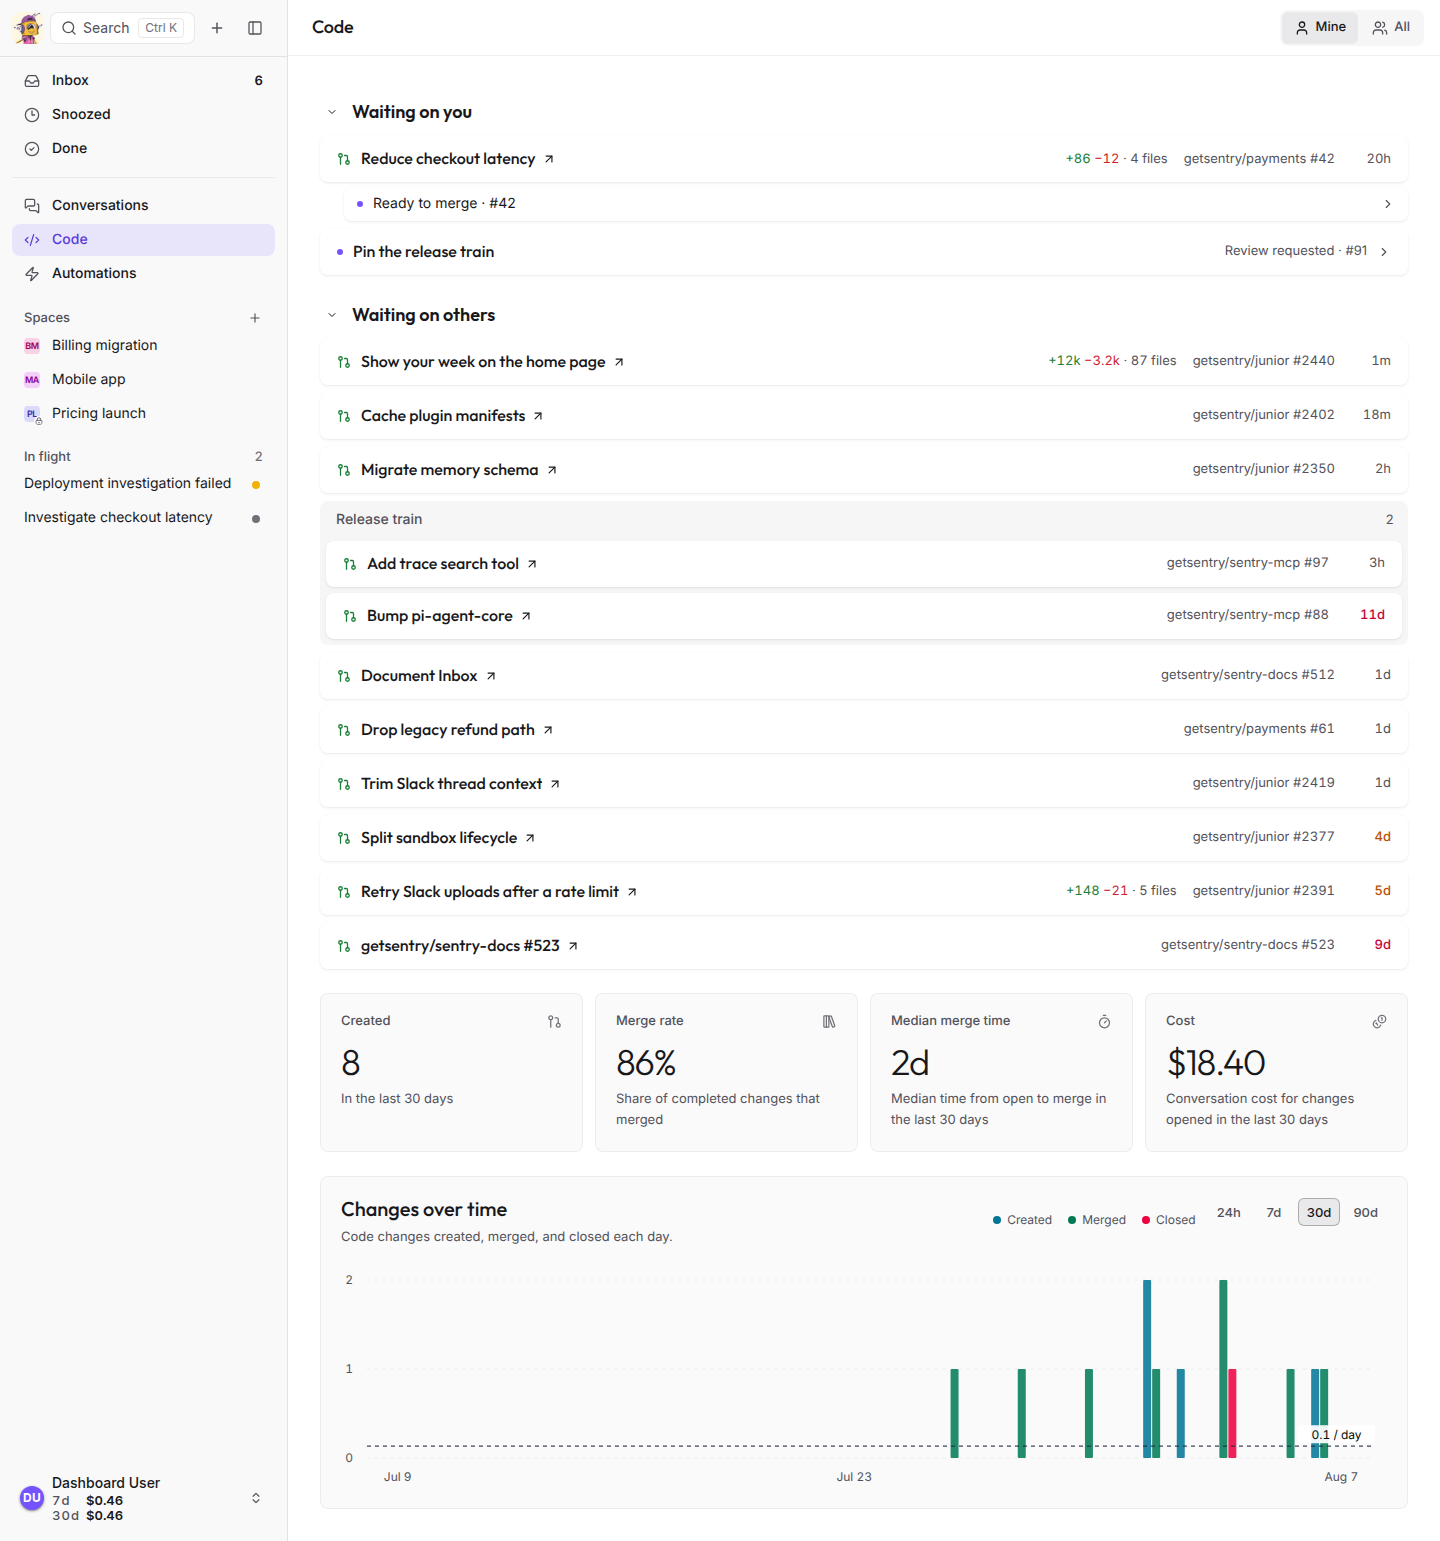 Search Ctrl K
Inbox 6
Snoozed
Done
Conversations
Code
Automations
Spaces
BM Billing migration
MA Mobile app
PL Pricing launch
In flight 2
Deployment investigation failed
Investigate checkout latency
DU Dashboard User
7d $0.46
30d $0.46
Code
Mine All
Waiting on you
Reduce checkout latency +86 −12 · 4 files getsentry/payments #42 20h
Ready to merge · #42
Pin the release train Review requested · #91
Waiting on others
Show your week on the home page +12k −3.2k · 87 files getsentry/junior #2440 1m
Cache plugin manifests getsentry/junior #2402 18m
Migrate memory schema getsentry/junior #2350 2h
Release train 2
Add trace search tool getsentry/sentry-mcp #97 3h
Bump pi-agent-core getsentry/sentry-mcp #88 11d
Document Inbox getsentry/sentry-docs #512 1d
Drop legacy refund path getsentry/payments #61 1d
Trim Slack thread context getsentry/junior #2419 1d
Split sandbox lifecycle getsentry/junior #2377 4d
Retry Slack uploads after a rate limit +148 −21 · 5 files getsentry/junior #2391 5d
getsentry/sentry-docs #523 getsentry/sentry-docs #523 9d
Created
8
In the last 30 days
Merge rate
86%
Share of completed changes that
merged
Median merge time
2d
Median time from open to merge in
the last 30 days
Cost
$18.40
Conversation cost for changes
opened in the last 30 days
Changes over time
Code changes created, merged, and closed each day.
Created Merged Closed 24h 7d 30d 90d
2
1
0
0.1 / day
Jul 9 Jul 23 Aug 7